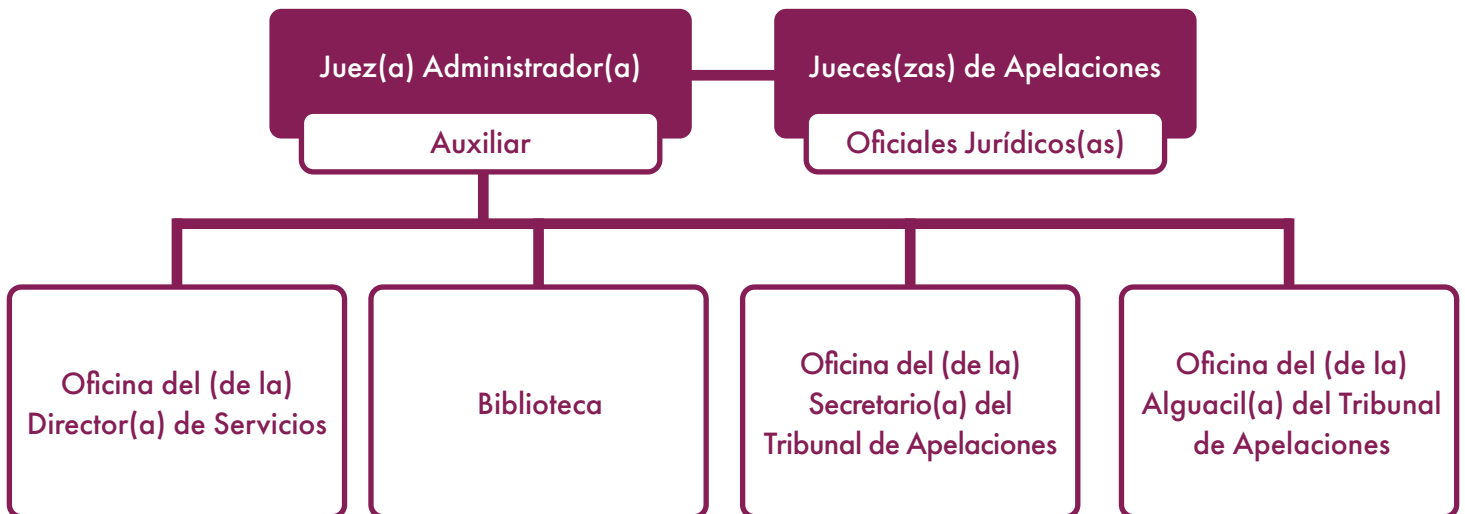 Juez(a) Administrador(a)
Jueces(zas) de Apelaciones
Auxiliar
Oficiales Jurídicos(as)
Oficina del (de la)
Director(a) de Servicios
Biblioteca
Oficina del (de la)
Secretario(a) del
Tribunal de Apelaciones
Oficina del (de la)
Alguacil(a) del Tribunal
de Apelaciones